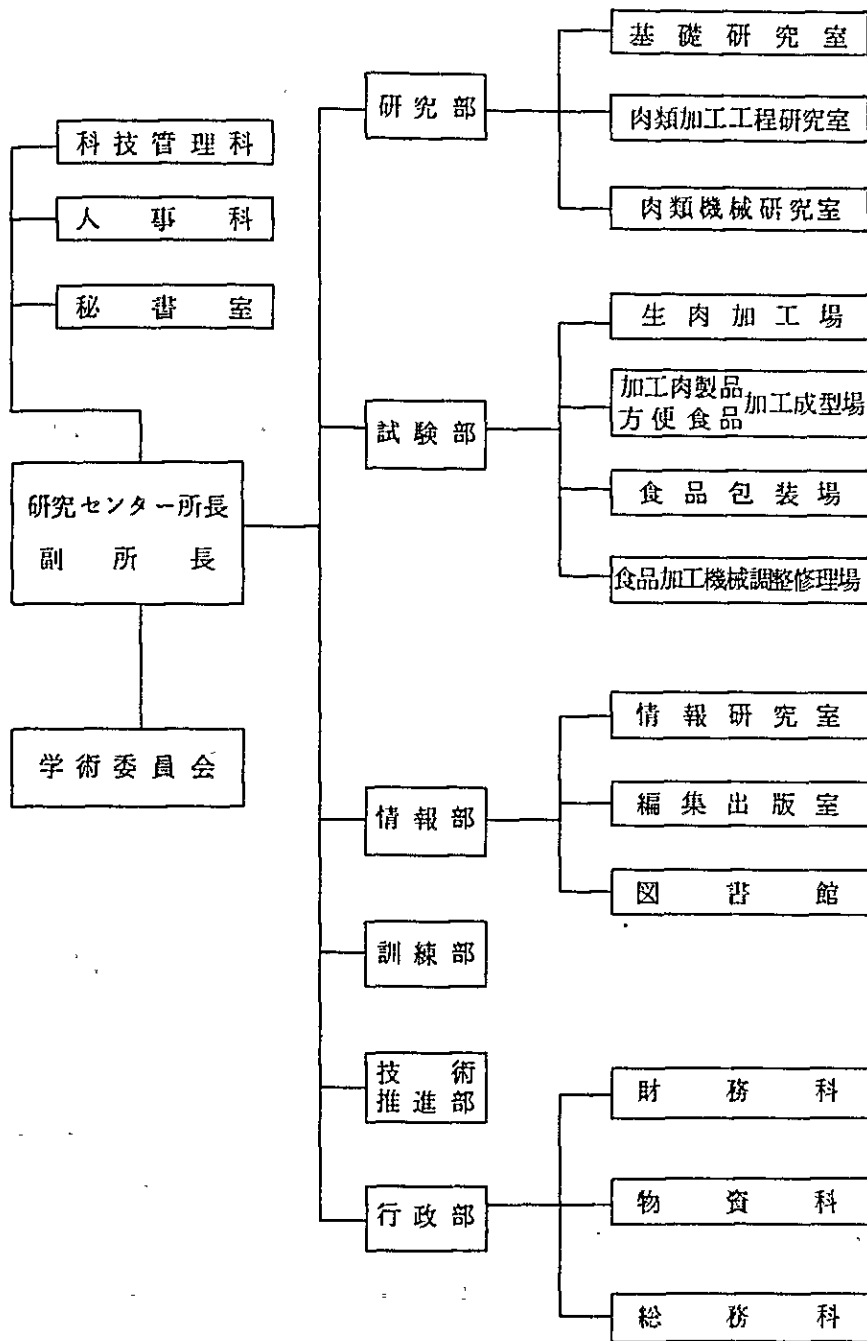 科技管理科
人事科
秘書室
研究センター所長
副所長
学術委員会
研究部
基礎研究室
肉類加工工程研究室
肉類機械研究室
試験部
生肉加工場
加工肉製品
方便食品
加工成型場
食品包装場
食品加工機械調整修理場
情報部
情報研究室
編集出版室
図書館
訓練部
技術
推進部
行政部
財務科
物資科
総務科